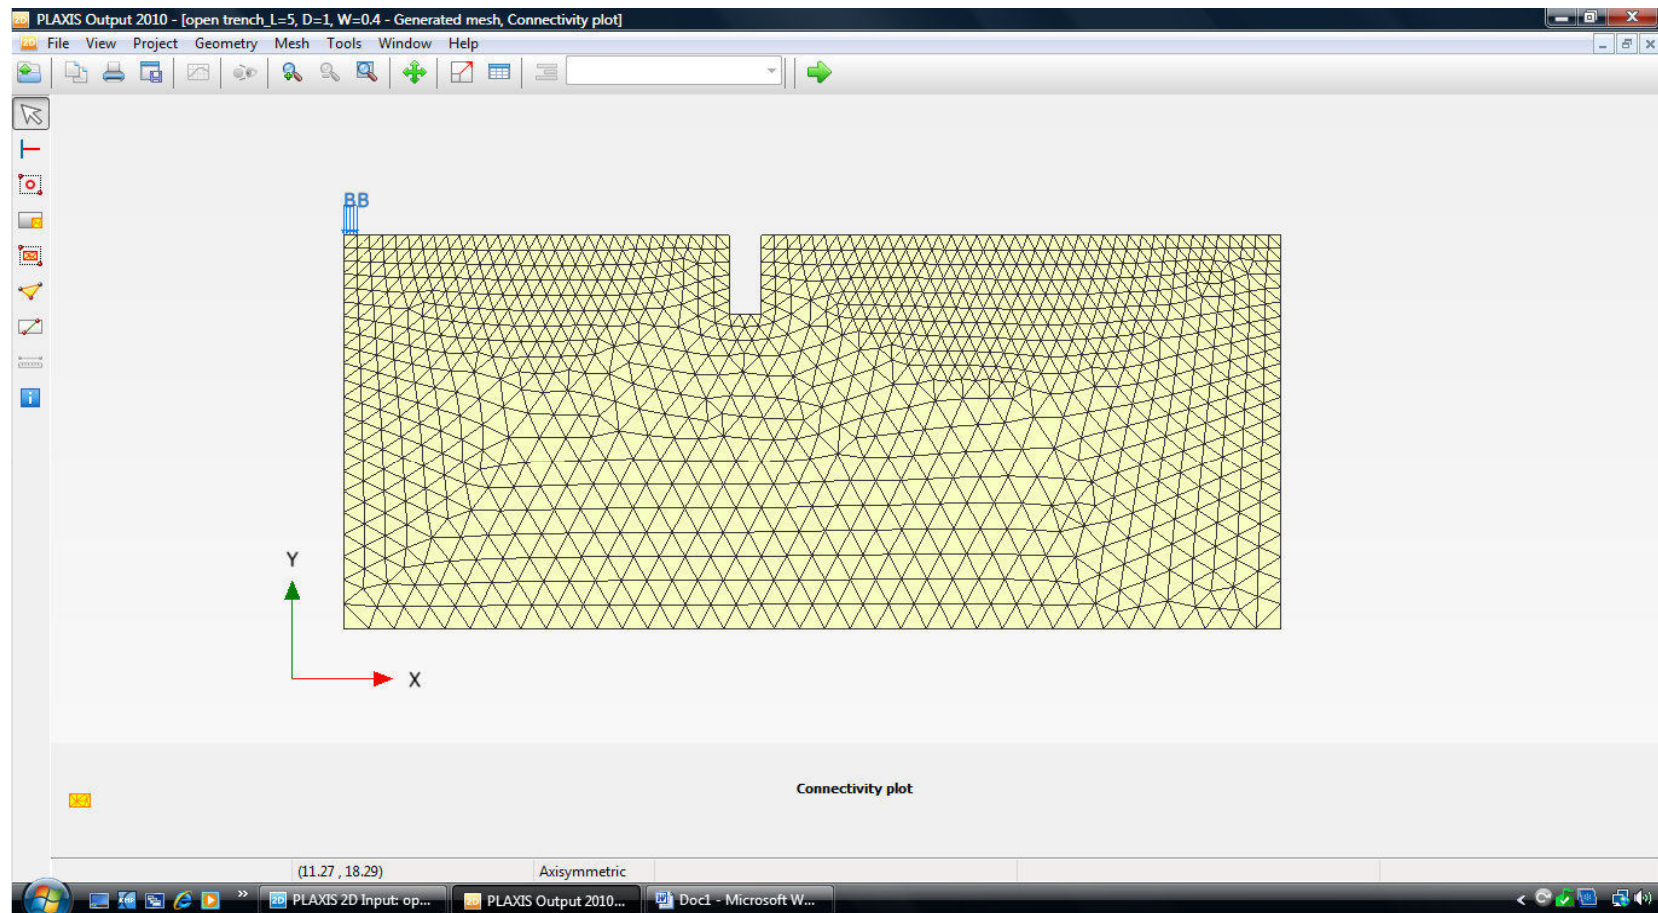 PLAXIS Output 2010 - [open trench_L=5, D=1, W=0.4 - Generated mesh, Connectivity plot]
File View Project Geometry Mesh Tools Window Help
BB
Y
X
Connectivity plot
(11.27 , 18.29) Axisymmetric
» 2D PLAXIS 2D Input: op... 2D PLAXIS Output 2010... Doc1 - Microsoft W...